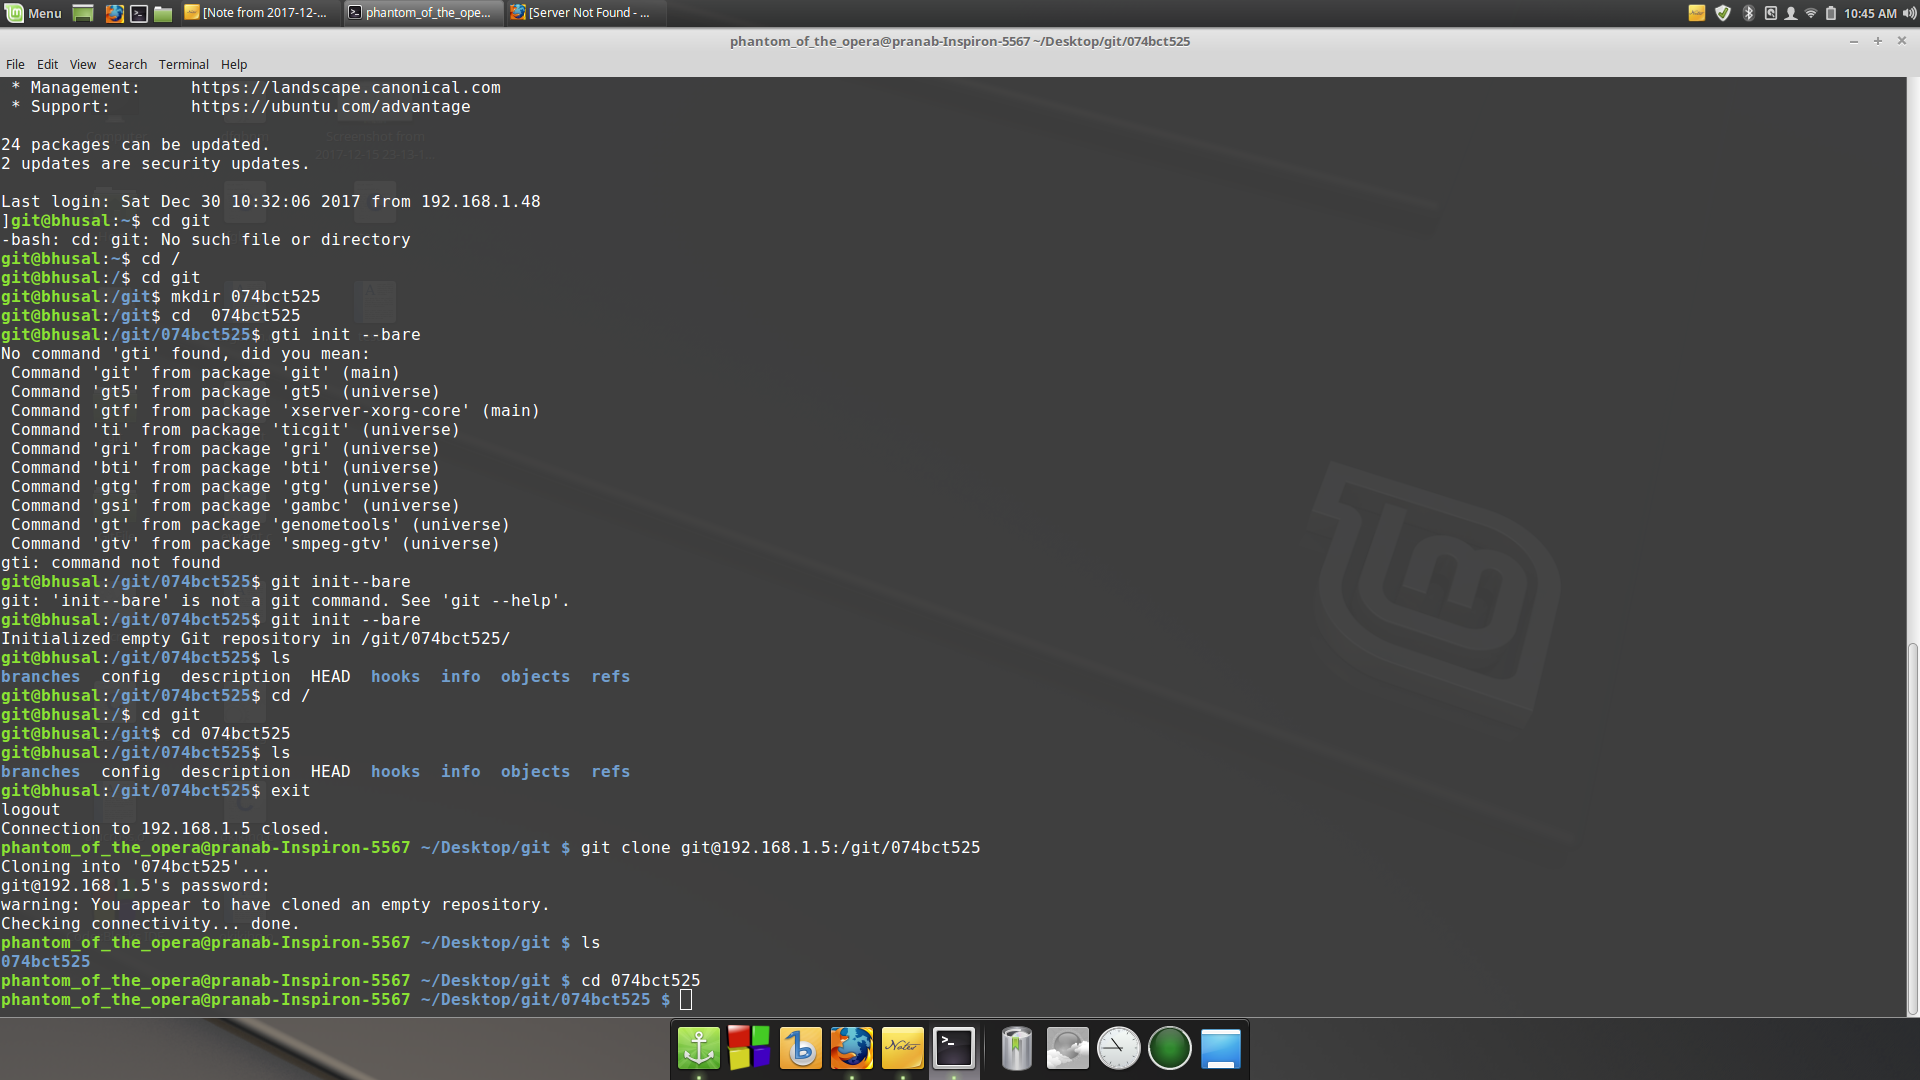 Menu
[Note from 2017-12-...
phantom_of_the_ope...
[Server Not Found - ...
10:45 AM
phantom_of_the_opera@pranab-Inspiron-5567 ~/Desktop/git/074bct525
File Edit View Search Terminal Help
* Management:     https://landscape.canonical.com
* Support:        https://ubuntu.com/advantage
24 packages can be updated.
2 updates are security updates.
Last login: Sat Dec 30 10:32:06 2017 from 192.168.1.48
]git@bhusal:~$ cd git
-bash: cd: git: No such file or directory
git@bhusal:~$ cd /
git@bhusal:/$ cd git
git@bhusal:/git$ mkdir 074bct525
git@bhusal:/git$ cd  074bct525
git@bhusal:/git/074bct525$ gti init --bare
No command 'gti' found, did you mean:
Command 'git' from package 'git' (main)
Command 'gt5' from package 'gt5' (universe)
Command 'gtf' from package 'xserver-xorg-core' (main)
Command 'ti' from package 'ticgit' (universe)
Command 'gri' from package 'gri' (universe)
Command 'bti' from package 'bti' (universe)
Command 'gtg' from package 'gtg' (universe)
Command 'gsi' from package 'gambc' (universe)
Command 'gt' from package 'genometools' (universe)
Command 'gtv' from package 'smpeg-gtv' (universe)
gti: command not found
git@bhusal:/git/074bct525$ git init--bare
git: 'init--bare' is not a git command. See 'git --help'.
git@bhusal:/git/074bct525$ git init --bare
Initialized empty Git repository in /git/074bct525/
git@bhusal:/git/074bct525$ ls
branches  config  description  HEAD  hooks  info  objects  refs
git@bhusal:/git/074bct525$ cd /
git@bhusal:/$ cd git
git@bhusal:/git$ cd 074bct525
git@bhusal:/git/074bct525$ ls
branches  config  description  HEAD  hooks  info  objects  refs
git@bhusal:/git/074bct525$ exit
logout
Connection to 192.168.1.5 closed.
phantom_of_the_opera@pranab-Inspiron-5567 ~/Desktop/git $ git clone git@192.168.1.5:/git/074bct525
Cloning into '074bct525'...
git@192.168.1.5's password:
warning: You appear to have cloned an empty repository.
Checking connectivity... done.
phantom_of_the_opera@pranab-Inspiron-5567 ~/Desktop/git $ ls
074bct525
phantom_of_the_opera@pranab-Inspiron-5567 ~/Desktop/git $ cd 074bct525
phantom_of_the_opera@pranab-Inspiron-5567 ~/Desktop/git/074bct525 $
Notes